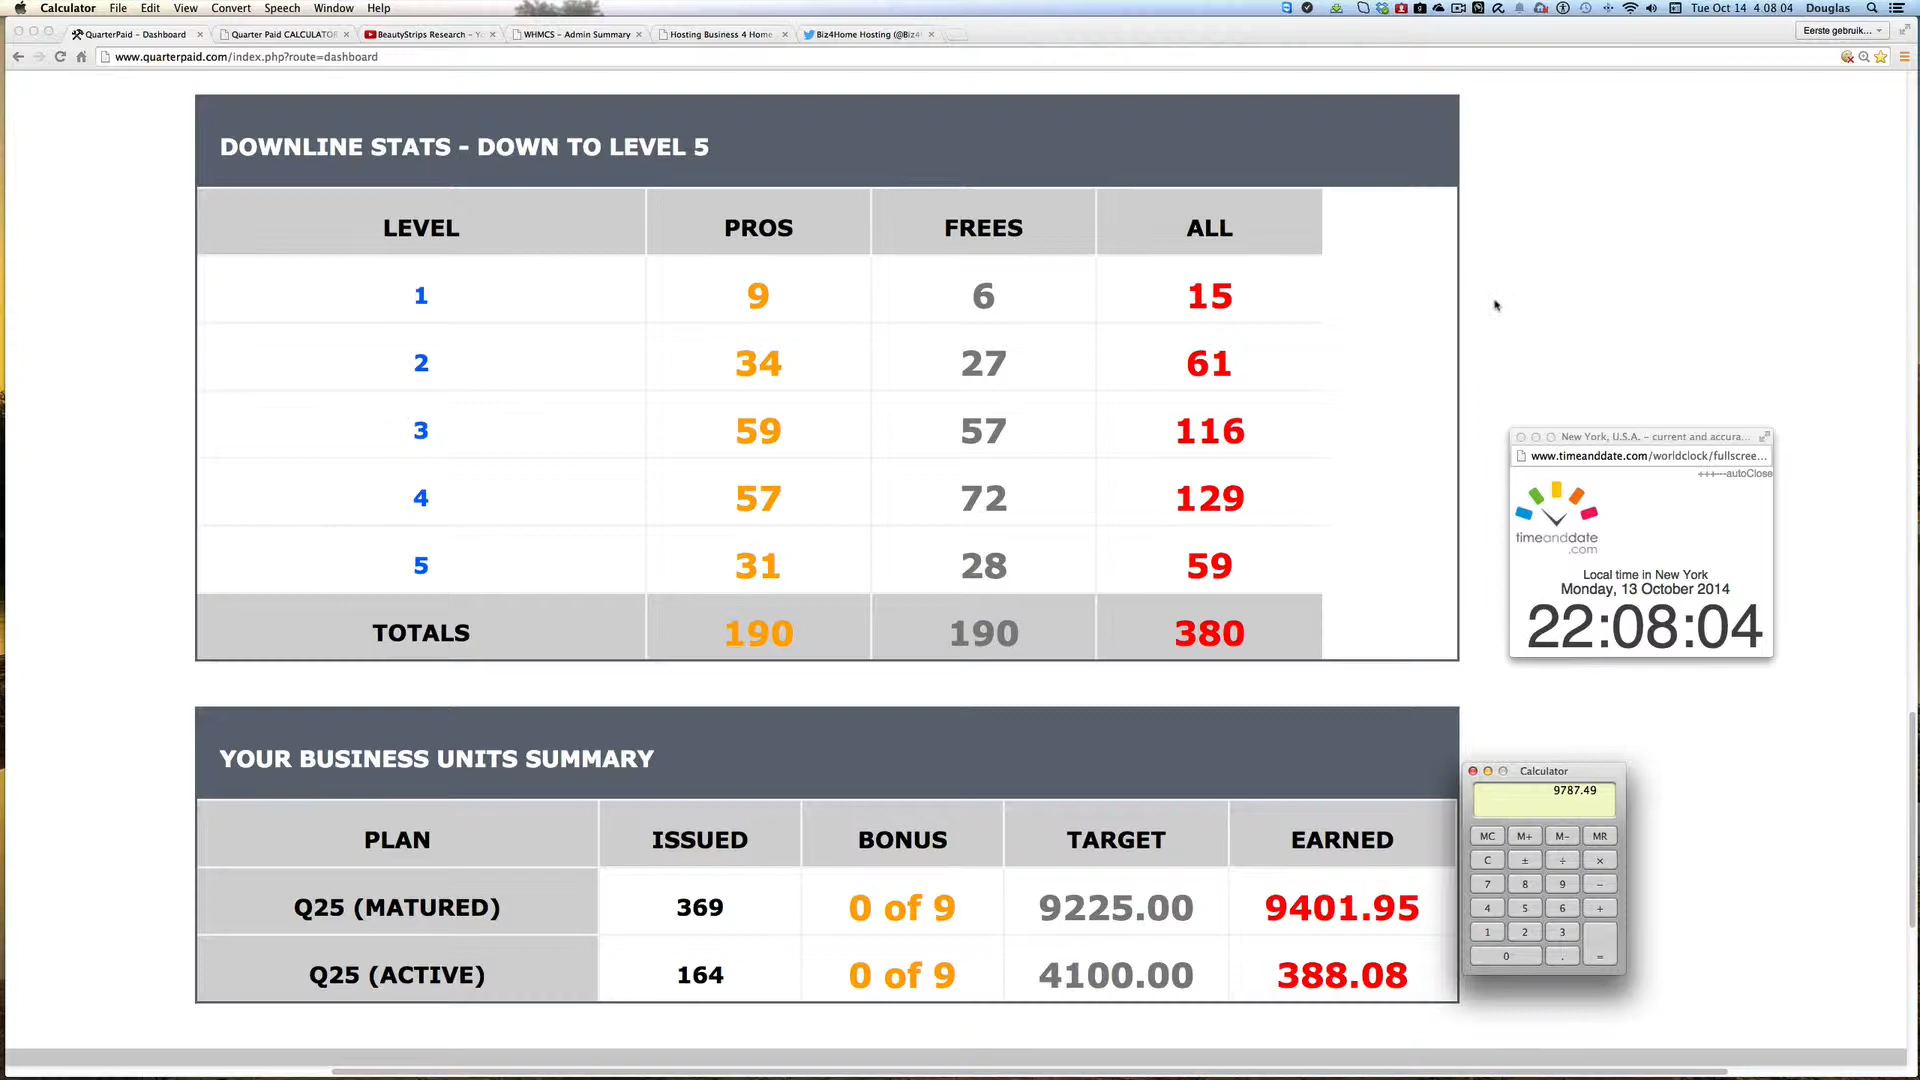 Calculator File Edit View Convert Speech Window Help
Tue Oct 14 4:08:04 Douglas
QuarterPaid - Dashboard
Quarter Paid CALCULATOR
BeautyStrips Research -
WHMCS - Admin Summary
Hosting Business 4 Home
Biz4Home Hosting (@Biz4
Eerste gebruik...
www.quarterpaid.com/index.php?route=dashboard
DOWNLINE STATS - DOWN TO LEVEL 5
LEVEL PROS FREES ALL
1 9 6 15
2 34 27 61
3 59 57 116
4 57 72 129
5 31 28 59
TOTALS 190 190 380
New York, U.S.A. - current and accura...
www.timeanddate.com/worldclock/fullscree...
+++---autoClose
timeanddate
.com
Local time in New York
Monday, 13 October 2014
22:08:04
YOUR BUSINESS UNITS SUMMARY
PLAN ISSUED BONUS TARGET EARNED
Q25 (MATURED) 369 0 of 9 9225.00 9401.95
Q25 (ACTIVE) 164 0 of 9 4100.00 388.08
Calculator
9787.49
MC M+ M- MR
C ± ÷ ×
7 8 9 −
4 5 6 +
1 2 3
0 . =